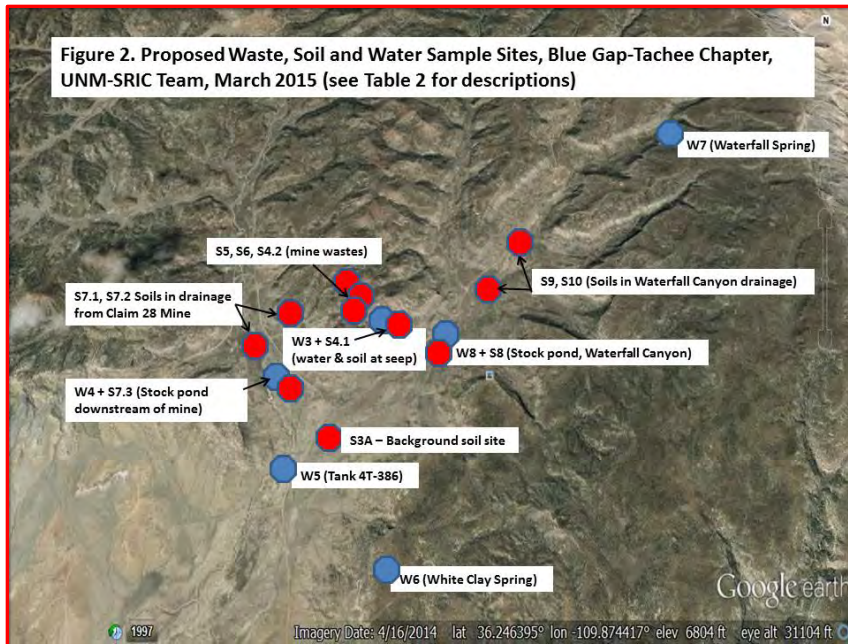 Figure 2. Proposed Waste, Soil and Water Sample Sites, Blue Gap-Tachee Chapter,
UNM-SRIC Team, March 2015 (see Table 2 for descriptions)
N
W7 (Waterfall Spring)
S5, S6, S4.2 (mine wastes)
S9, S10 (Soils in Waterfall Canyon drainage)
S7.1, S7.2 Soils in drainage
from Claim 28 Mine
W3 + S4.1
(water & soil at seep)
W8 + S8 (Stock pond, Waterfall Canyon)
W4 + S7.3 (Stock pond
downstream of mine)
S3A – Background soil site
W5 (Tank 4T-386)
W6 (White Clay Spring)
Google earth
1997
Imagery Date: 4/16/2014 lat 36.246395° lon -109.874417° elev 6804 ft eye alt 31104 ft